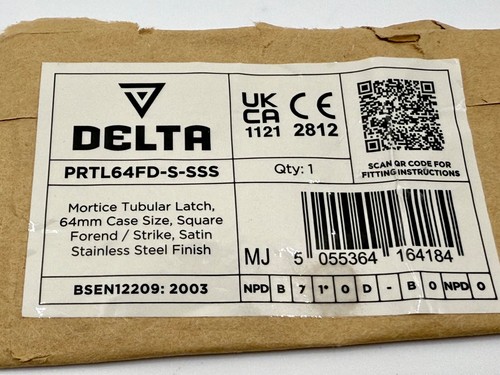 DELTA
PRTL64FD-S-SSS
Mortice Tubular Latch,
64mm Case Size, Square
Forend / Strike, Satin
Stainless Steel Finish
BSEN12209: 2003
UK
CA
1121
CE
2812
Qty: 1
SCAN QR CODE FOR
FITTING INSTRUCTIONS
MJ
5 055364 164184
NPD B 7 1* 0 D - B 0 NPD 0